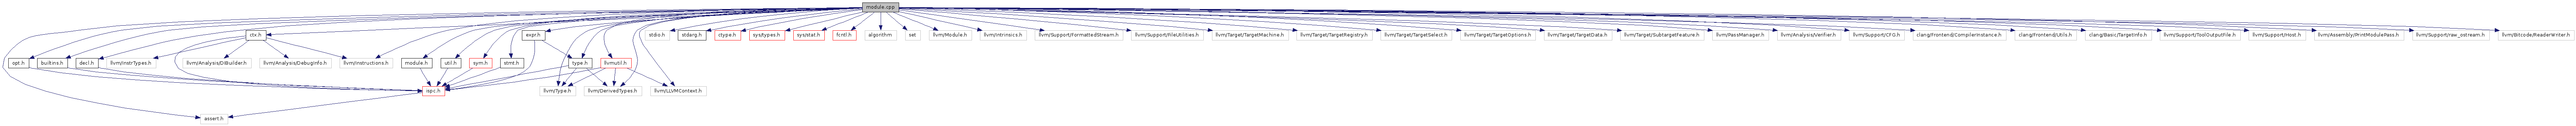 module.cpp
ctx.h
expr.h
stdio.h
stdarg.h
ctype.h
sys/types.h
sys/stat.h
fcntl.h
algorithm
set
llvm/Module.h
llvm/Intrinsics.h
llvm/Support/FormattedStream.h
llvm/Support/FileUtilities.h
llvm/Target/TargetMachine.h
llvm/Target/TargetRegistry.h
llvm/Target/TargetSelect.h
llvm/Target/TargetOptions.h
llvm/Target/TargetData.h
llvm/Target/SubtargetFeature.h
llvm/PassManager.h
llvm/Analysis/Verifier.h
llvm/Support/CFG.h
clang/Frontend/CompilerInstance.h
clang/Frontend/Utils.h
clang/Basic/TargetInfo.h
llvm/Support/ToolOutputFile.h
llvm/Support/Host.h
llvm/Assembly/PrintModulePass.h
llvm/Support/raw_ostream.h
llvm/Bitcode/ReaderWriter.h
opt.h
builtins.h
decl.h
llvm/InstrTypes.h
llvm/Analysis/DIBuilder.h
llvm/Analysis/DebugInfo.h
llvm/Instructions.h
module.h
util.h
sym.h
stmt.h
type.h
llvmutil.h
ispc.h
llvm/Type.h
llvm/DerivedTypes.h
llvm/LLVMContext.h
assert.h